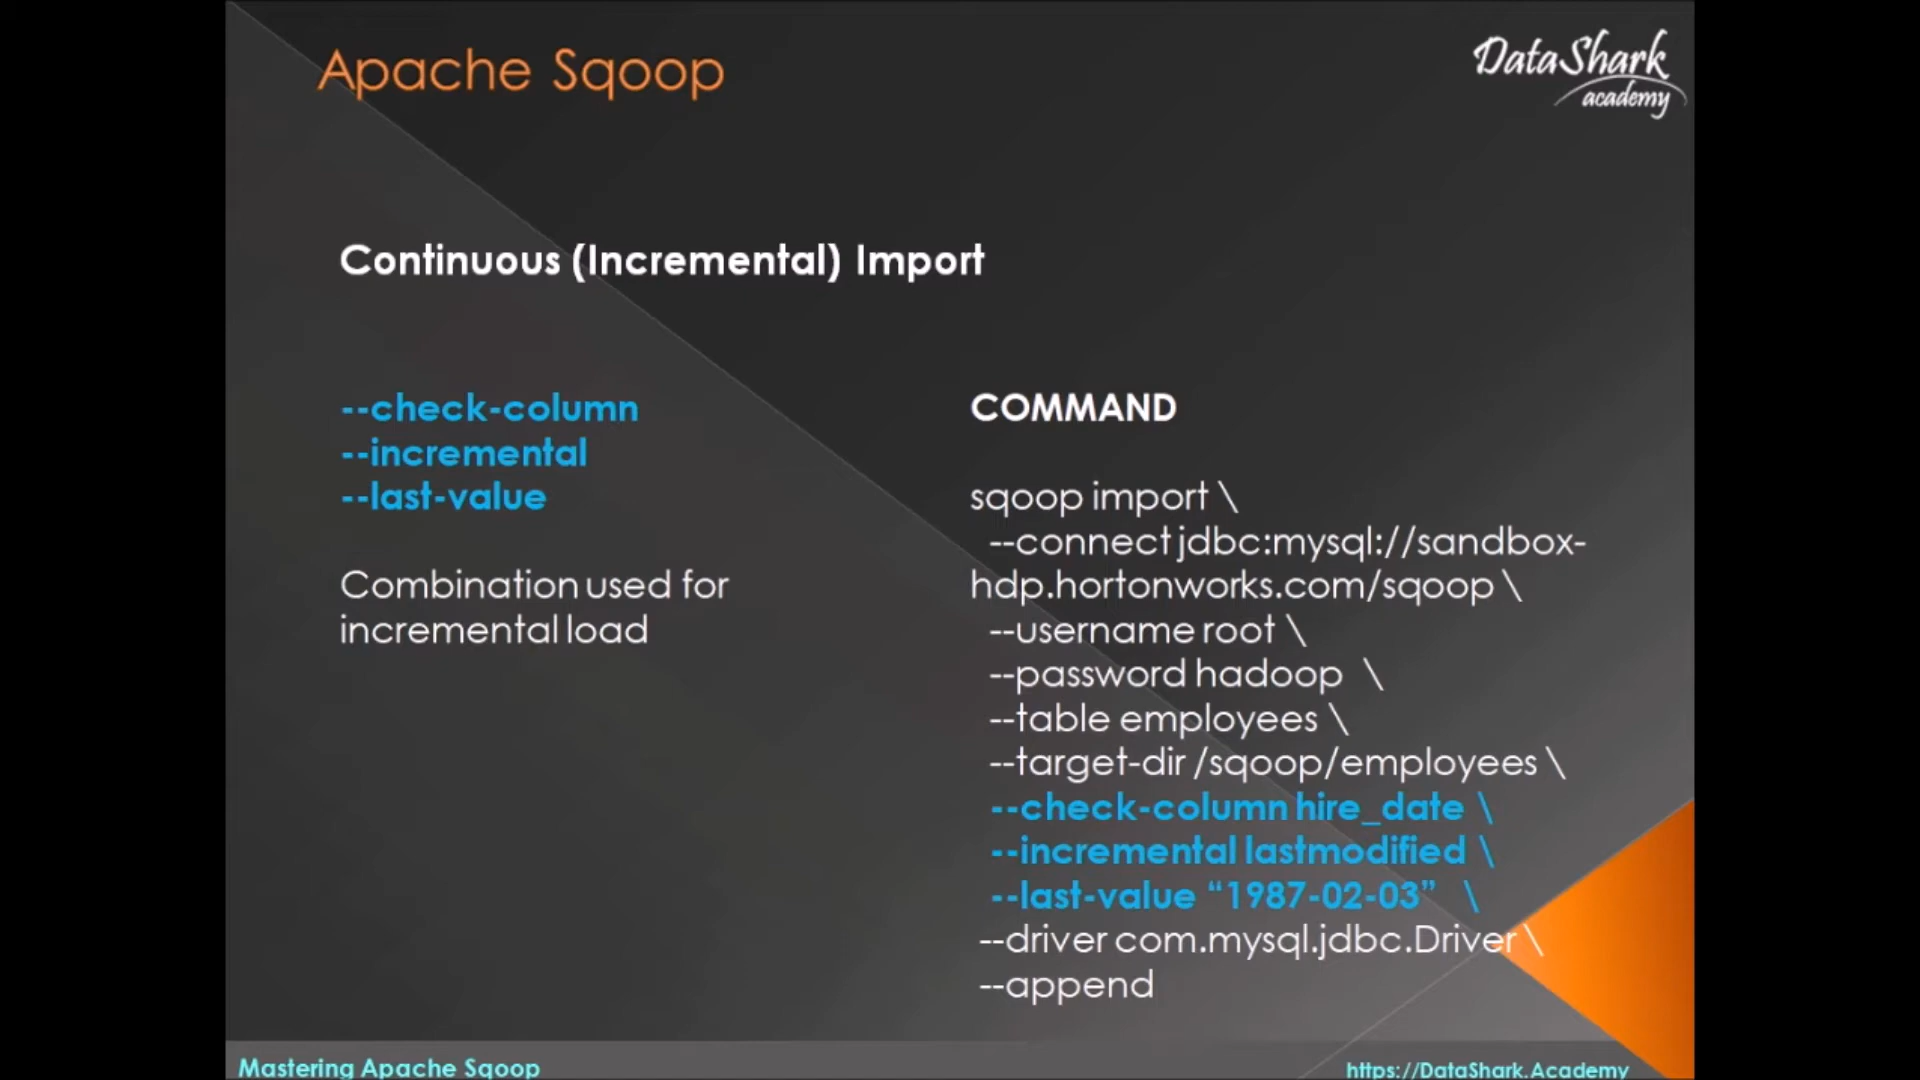 Apache Sqoop
DataShark
academy
Continuous (Incremental) Import
--check-column
--incremental
--last-value
Combination used for
incremental load
COMMAND
sqoop import \
--connect jdbc:mysql://sandbox-
hdp.hortonworks.com/sqoop \
--username root \
--password hadoop \
--table employees \
--target-dir /sqoop/employees \
--check-column hire_date \
--incremental lastmodified \
--last-value “1987-02-03” \
--driver com.mysql.jdbc.Driver \
--append
Mastering Apache Sqoop
https://DataShark.Academy